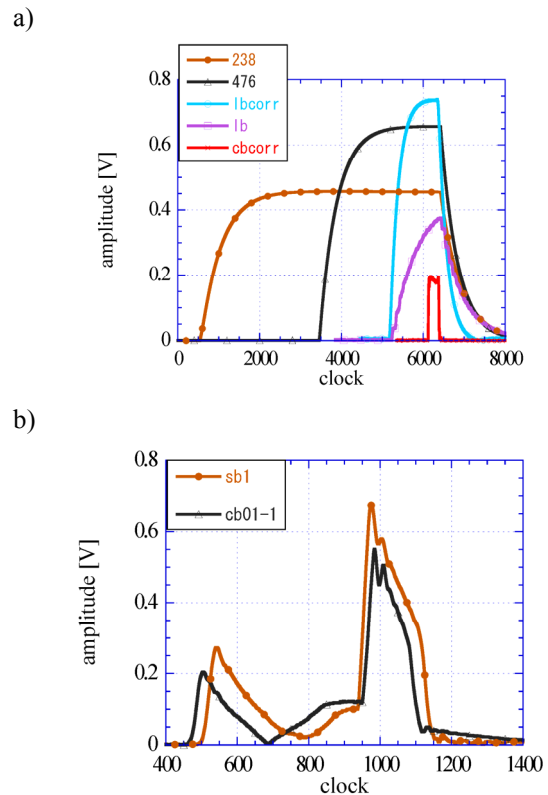 a)
238
476
lbcorr
lb
cbcorr
0.8
0.6
0.4
0.2
0
amplitude [V]
0 2000 4000 6000 8000
clock
b)
sb1
cb01-1
0.8
0.6
0.4
0.2
0
amplitude [V]
400 600 800 1000 1200 1400
clock